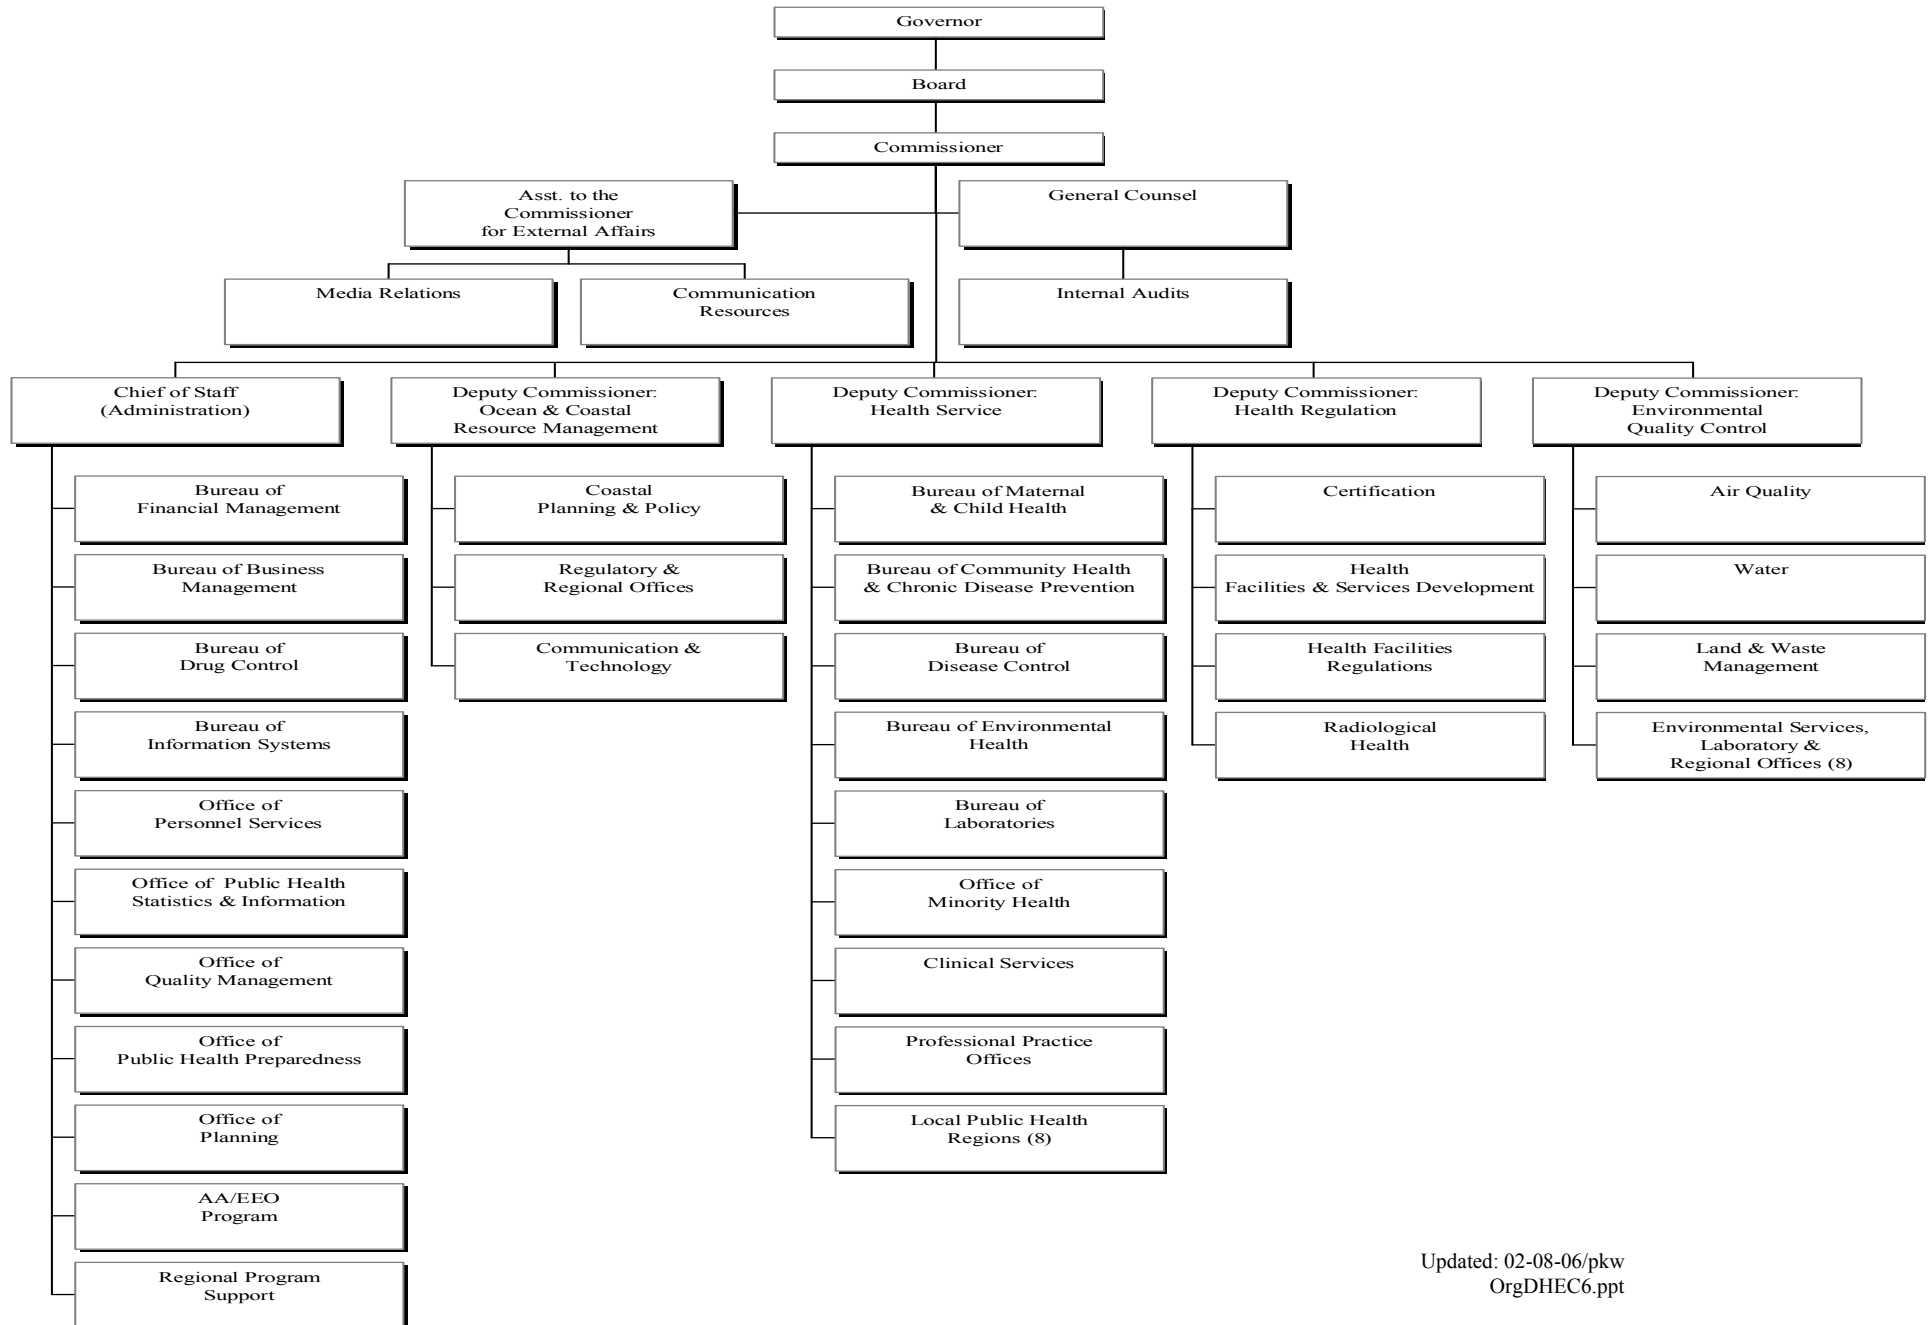 Governor
Board
Commissioner
Asst. to the
Commissioner
for External Affairs
General Counsel
Media Relations
Communication
Resources
Internal Audits
Chief of Staff
(Administration)
Deputy Commissioner:
Ocean & Coastal
Resource Management
Deputy Commissioner:
Health Service
Deputy Commissioner:
Health Regulation
Deputy Commissioner:
Environmental
Quality Control
Bureau of
Financial Management
Bureau of Business
Management
Bureau of
Drug Control
Bureau of
Information Systems
Office of
Personnel Services
Office of  Public Health
Statistics & Information
Office of
Quality Management
Office of
Public Health Preparedness
Office of
Planning
AA/EEO
Program
Regional Program
Support
Coastal
Planning & Policy
Regulatory &
Regional Offices
Communication &
Technology
Bureau of Maternal
& Child Health
Bureau of Community Health
& Chronic Disease Prevention
Bureau of
Disease Control
Bureau of Environmental
Health
Bureau of
Laboratories
Office of
Minority Health
Clinical Services
Professional Practice
Offices
Local Public Health
Regions (8)
Certification
Health
Facilities & Services Development
Health Facilities
Regulations
Radiological
Health
Air Quality
Water
Land & Waste
Management
Environmental Services,
Laboratory &
Regional Offices (8)
Updated: 02-08-06/pkw
OrgDHEC6.ppt